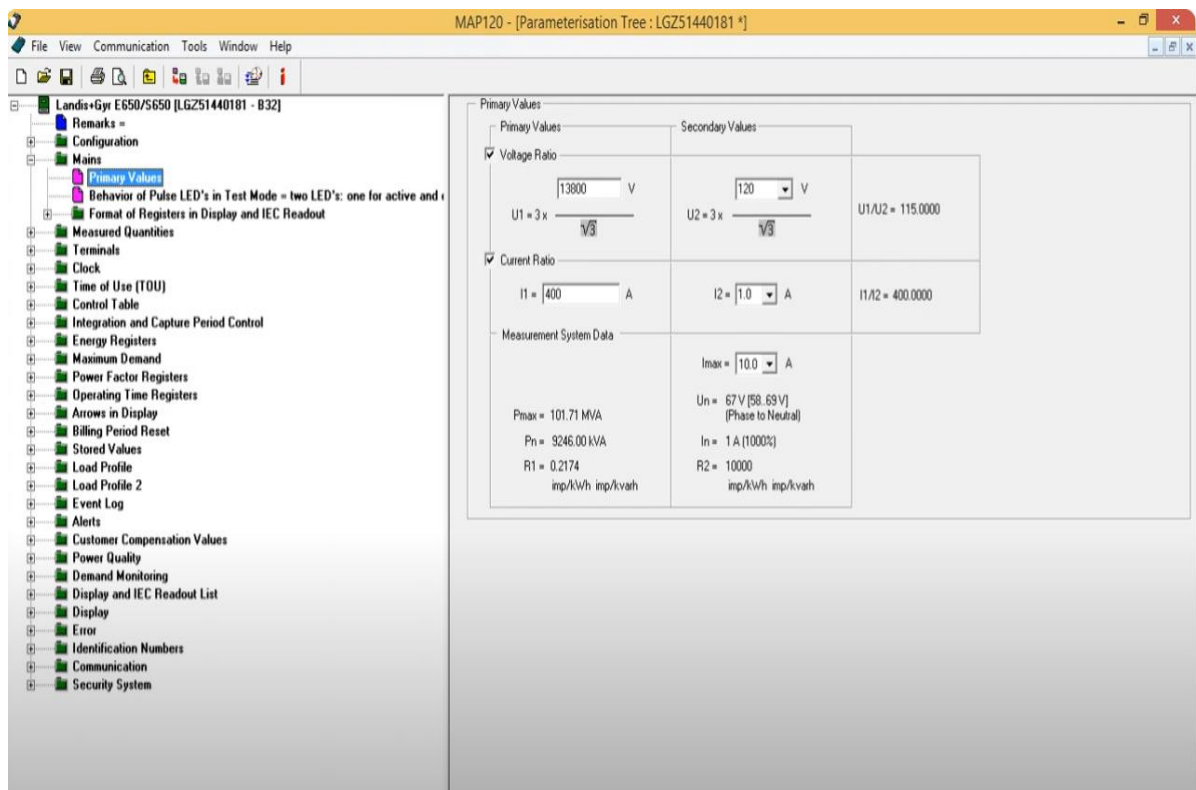 MAP120 - [Parameterisation Tree : LGZ51440181 *]
File View Communication Tools Window Help
Landis+Gyr E650/S650 [LGZ51440181 - B32]
Remarks =
Configuration
Mains
Primary Values
Behavior of Pulse LED's in Test Mode = two LED's: one for active and
Format of Registers in Display and IEC Readout
Measured Quantities
Terminals
Clock
Time of Use (TOU)
Control Table
Integration and Capture Period Control
Energy Registers
Maximum Demand
Power Factor Registers
Operating Time Registers
Arrows in Display
Billing Period Reset
Stored Values
Load Profile
Load Profile 2
Event Log
Alerts
Customer Compensation Values
Power Quality
Demand Monitoring
Display and IEC Readout List
Display
Error
Identification Numbers
Communication
Security System
Primary Values
Primary Values Secondary Values
Voltage Ratio
13800 V 120 V
U1 = 3 x U2 = 3 x U1/U2 = 115.0000
√3 √3
Current Ratio
I1 = 400 A I2 = 1.0 A I1/I2 = 400.0000
Measurement System Data
Imax = 10.0 A
Un = 67 V [58..69 V]
Pmax = 101.71 MVA (Phase to Neutral)
Pn = 9246.00 kVA In = 1 A (1000%)
R1 = 0.2174 R2 = 10000
imp/kWh imp/kvarh imp/kWh imp/kvarh